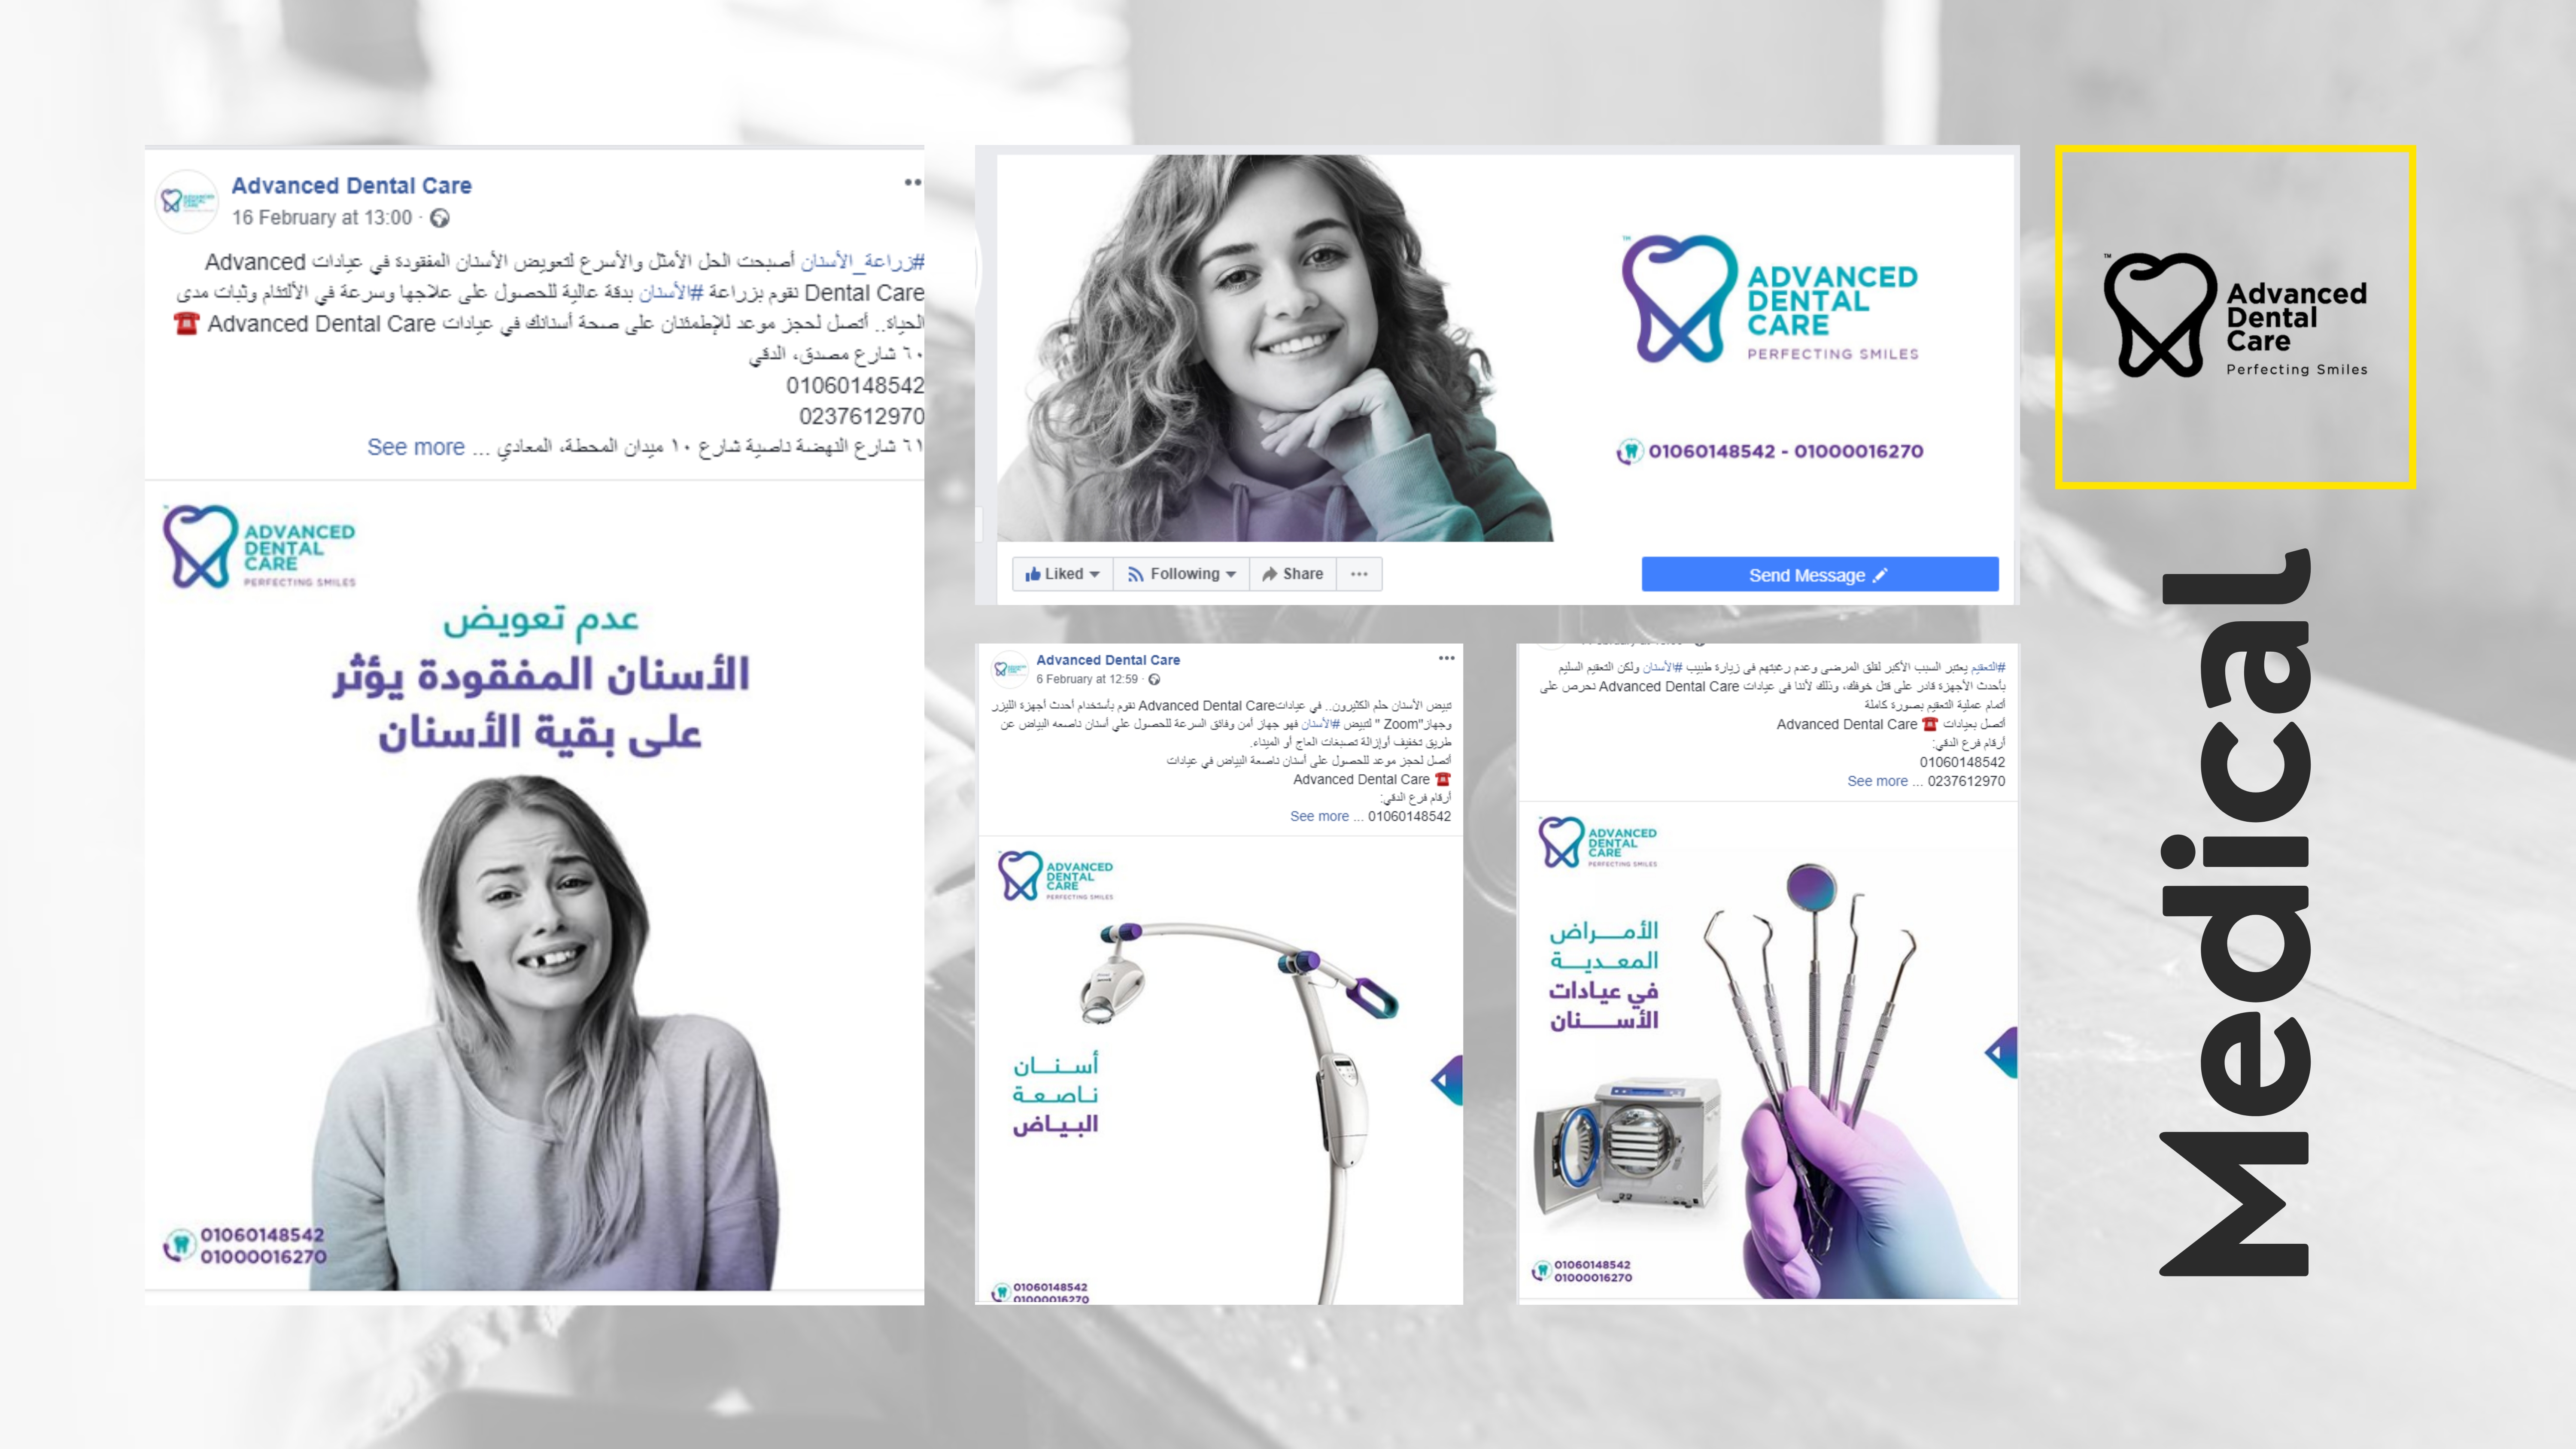 Advanced Dental Care
16 February at 13:00
#زراعة_الأسنان أصبحت الحل الأمثل والأسرع لتعويض الأسنان المفقودة في عيادات Advanced
Dental Care نقوم بزراعة #الأسنان بدقة عالية للحصول على علاجها وسرعة في الألتئام وثبات مدى
الحياة.. أتصل لحجز موعد للإطمئنان على صحة أسنانك في عيادات Advanced Dental Care ☎
٦٠ شارع مصدق، الدقي
01060148542
0237612970
٦١ شارع النهضة ناصية شارع ١٠ ميدان المحطة، المعادي ... See more
ADVANCED
DENTAL
CARE
PERFECTING SMILES
عدم تعويض
الأسنان المفقودة يؤثر
على بقية الأسنان
01060148542
01000016270
TM
ADVANCED
DENTAL
CARE
PERFECTING SMILES
01060148542 - 01000016270
Liked
Following
Share
Send Message
Advanced Dental Care
6 February at 12:59
تبيض الأسنان حلم الكثيرون.. في عيادات Advanced Dental Care نقوم بأستخدام أحدث أجهزة الليزر
وجهاز "Zoom" لتبيض #الأسنان فهو جهاز أمن وفائق السرعة للحصول علي أسنان ناصعه البياض عن
طريق تخفيف أوإزالة تصبغات العاج أو الميناء.
أتصل لحجز موعد للحصول على أسنان ناصعة البياض في عيادات
Advanced Dental Care ☎
أرقام فرع الدقي:
01060148542 ... See more
ADVANCED
DENTAL
CARE
PERFECTING SMILES
أسنان
ناصعة
البياض
01060148542
01000016270
#التعقيم يعتبر السبب الأكبر لقلق المرضى وعدم رغبتهم فى زيارة طبيب #الأسنان ولكن التعقيم السليم
بأحدث الأجهزة قادر على قتل خوفك، وذلك لأننا فى عيادات Advanced Dental Care نحرص على
أتمام عملية التعقيم بصورة كاملة
أتصل بعيادات ☎ Advanced Dental Care
أرقام فرع الدقي:
01060148542
0237612970 ... See more
ADVANCED
DENTAL
CARE
PERFECTING SMILES
الأمـــراض
المعـديـــة
في عيادات
الأســـنان
01060148542
01000016270
TM
Advanced
Dental
Care
Perfecting Smiles
Medical